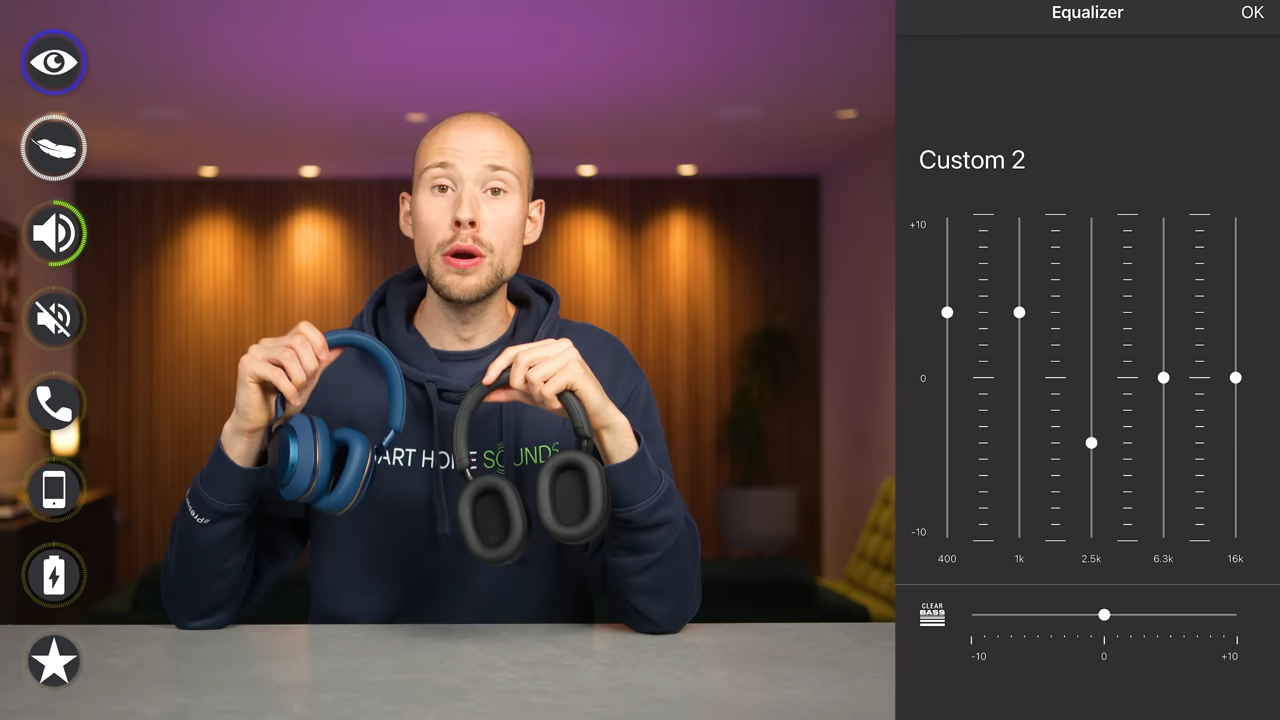 Equalizer OK
Custom 2
+10
0
-10
400 1k 2.5k 6.3k 16k
CLEAR
BASS
-10 0 +10
ART HOME SOUNDS